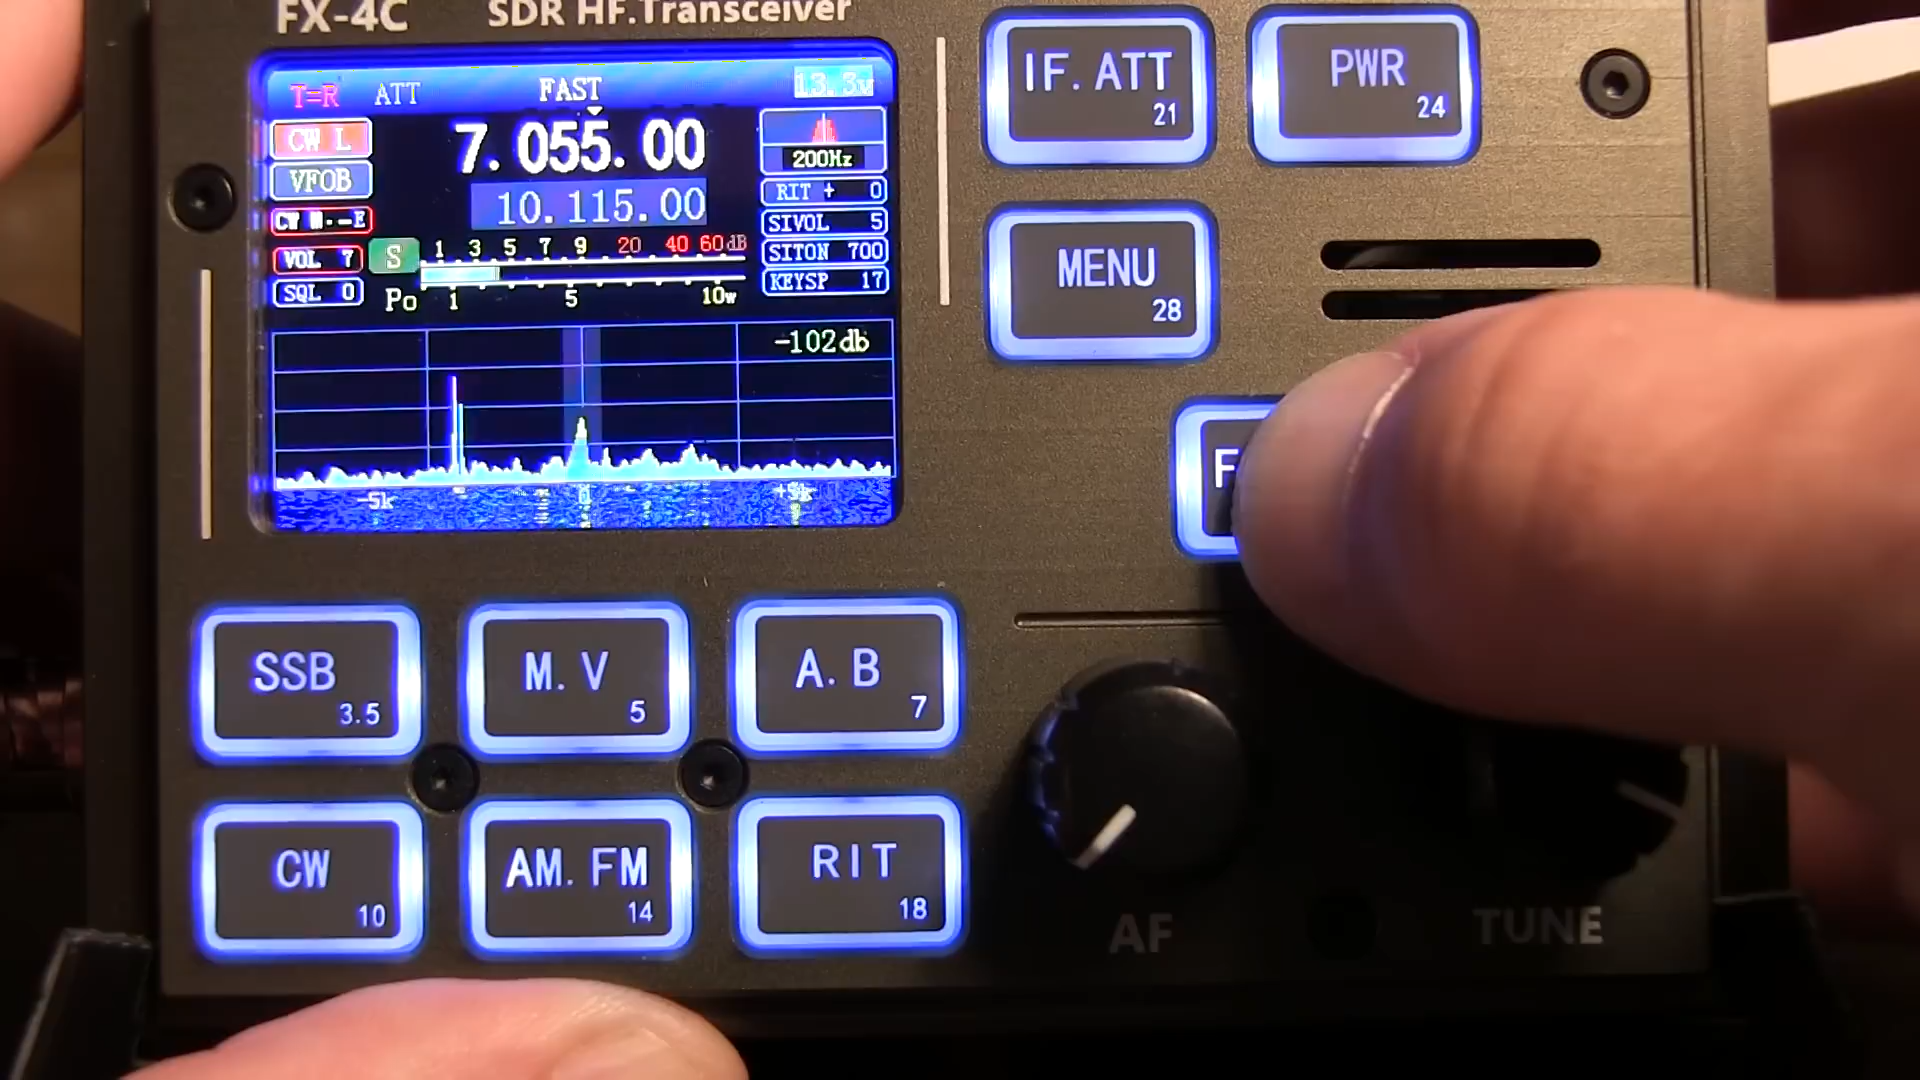 FX-4C SDR HF.Transceiver
T=R ATT FAST
CW L 7.055.00
200Hz
VFOB 10.115.00
RIT + 0
SIVOL 5
VOL 7 S 1 3 5 7 9 20 40 60dB
SITON 700
SQL 0 Po 1 5 10w
KEYSP 17
-102db
-5k +5k
IF.ATT
21
PWR
24
MENU
28
F
SSB
3.5
M.V
5
A.B
7
CW
10
AM.FM
14
RIT
18
AF TUNE